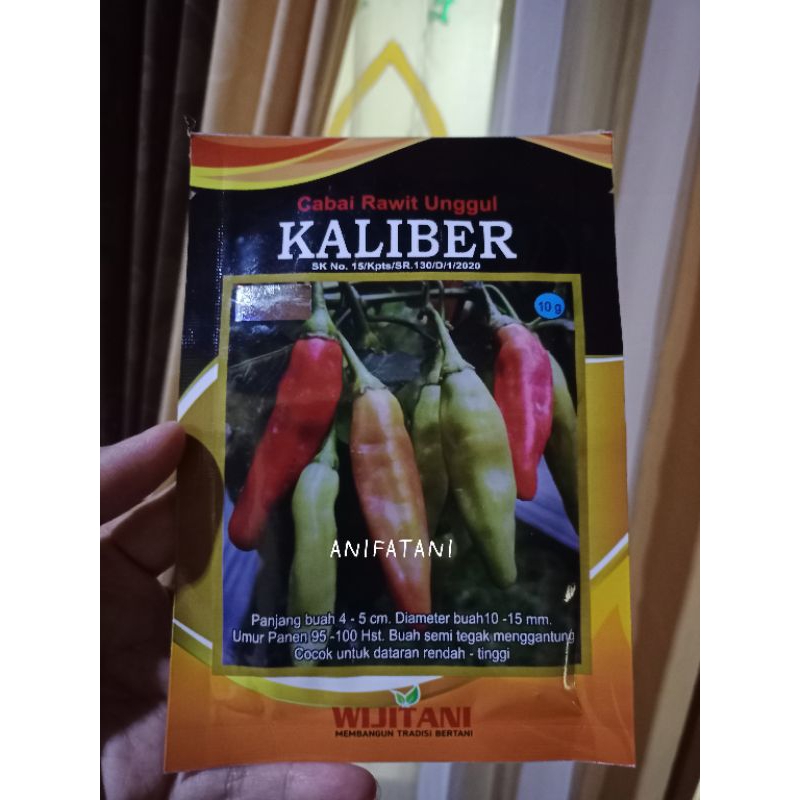 Cabai Rawit Unggul
KALIBER
SK No. 15/Kpts/SR.130/D/1/2020
10 g
ANIFATANI
Panjang buah 4 - 5 cm. Diameter buah10 -15 mm.
Umur Panen 95 -100 Hst. Buah semi tegak menggantung
Cocok untuk dataran rendah - tinggi
WIJITANI
MEMBANGUN TRADISI BERTANI